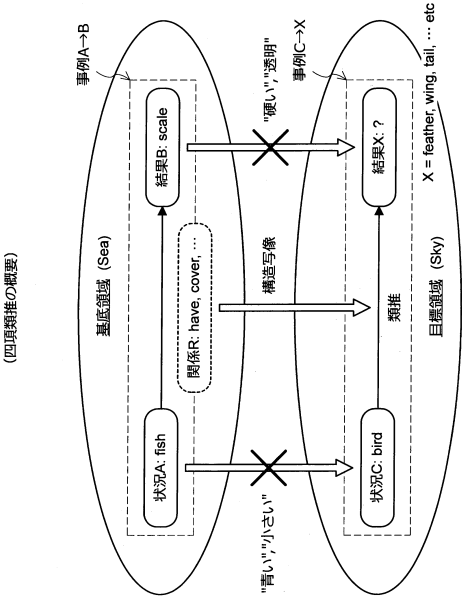 (四項類推の概要)
事例A→B
基底領域 (Sea)
状況A: fish
結果B: scale
関係R: have, cover, …
"青い","小さい"
構造写像
"硬い","透明"
事例C→X
状況C: bird
類推
結果X: ?
目標領域 (Sky)
X = feather, wing, tail, … etc